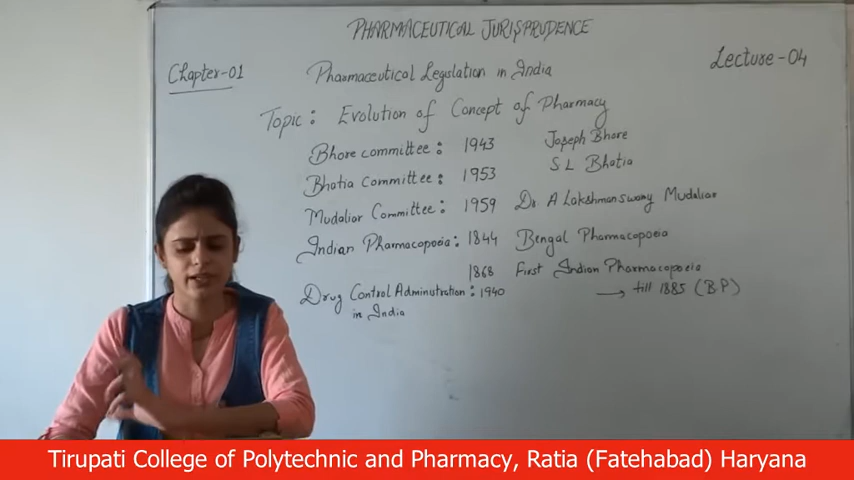 PHARMACEUTICAL JURISPRUDENCE
Chapter-01
Pharmaceutical Legislation in India
Lecture-04
Topic: Evolution of Concept of Pharmacy
Bhore committee: 1943 Joseph Bhore
Bhatia Committee: 1953 S L Bhatia
Mudaliar Committee: 1959 Dr. A Lakshmanswamy Mudaliar
Indian Pharmacopoeia: 1844 Bengal Pharmacopoeia
1868 First Indian Pharmacopoeia
→ till 1885 (BP)
Drug Control Administration: 1940
in India
Tirupati College of Polytechnic and Pharmacy, Ratia (Fatehabad) Haryana